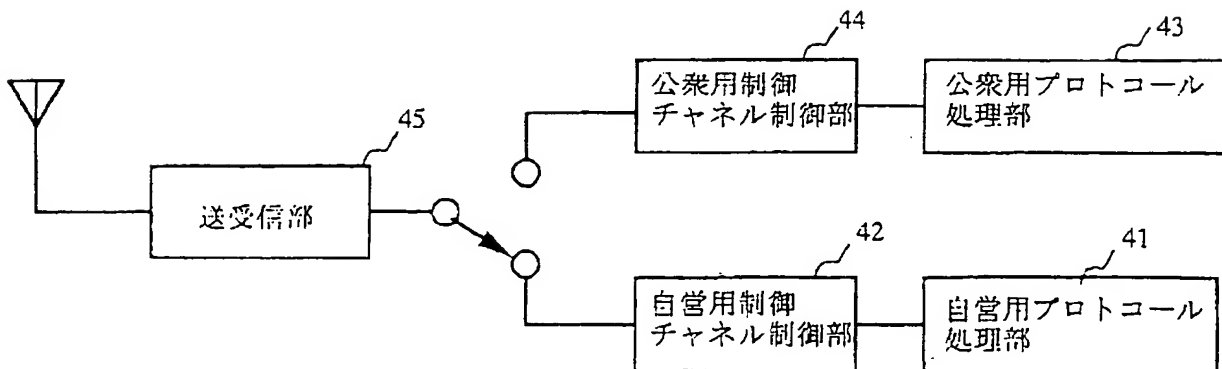 44
43
公衆用制御
チャネル制御部
公衆用プロトコール
処理部
45
送受信部
42
41
自営用制御
チャネル制御部
自営用プロトコール
処理部